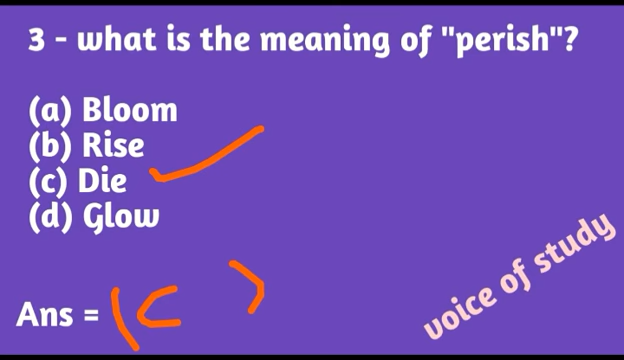 3 - what is the meaning of "perish"?
(a) Bloom
(b) Rise
(c) Die
(d) Glow
Ans = (c )
voice of study